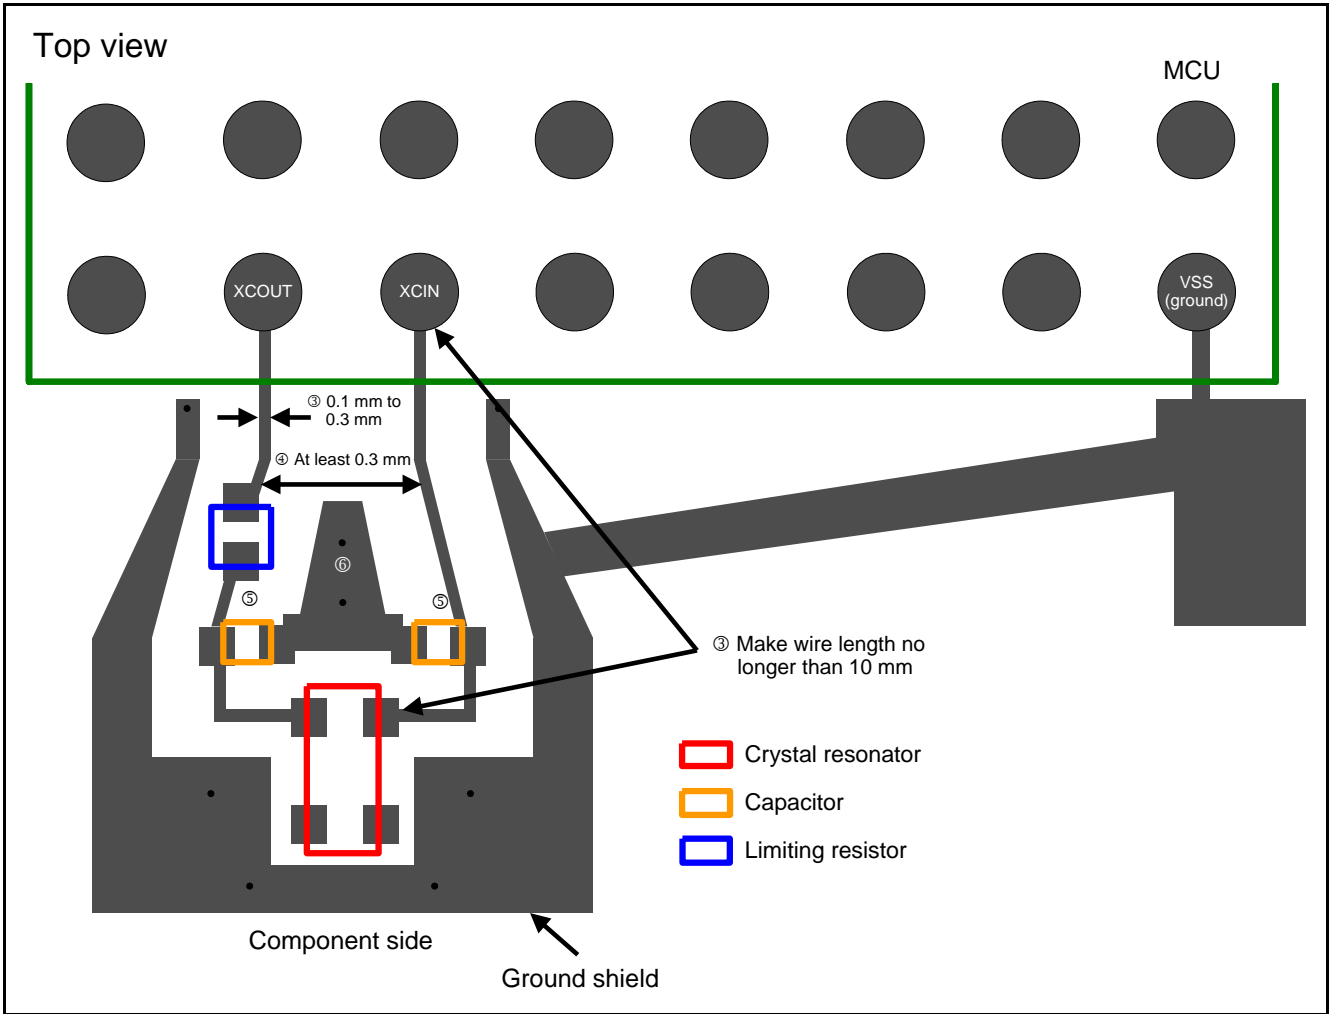 Top view
MCU
XCOUT
XCIN
VSS
(ground)
③ 0.1 mm to
0.3 mm
④ At least 0.3 mm
⑥
⑤
⑤
③ Make wire length no
longer than 10 mm
Crystal resonator
Capacitor
Limiting resistor
Component side
Ground shield